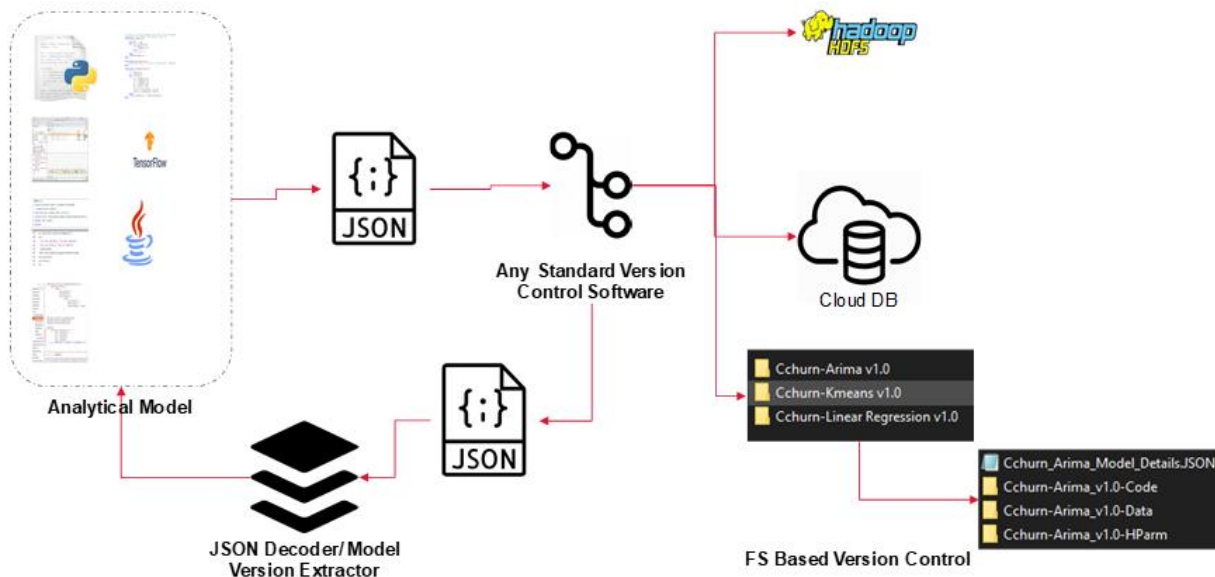 hadoop
HDFS
TensorFlow
{;}
JSON
Any Standard Version
Control Software
Cloud DB
Analytical Model
{;}
JSON
Cchurn-Arima v1.0
Cchurn-Kmeans v1.0
Cchurn-Linear Regression v1.0
JSON Decoder/ Model
Version Extractor
Cchurn_Arima_Model_Details.JSON
Cchurn-Arima_v1.0-Code
Cchurn-Arima_v1.0-Data
Cchurn-Arima_v1.0-HParm
FS Based Version Control